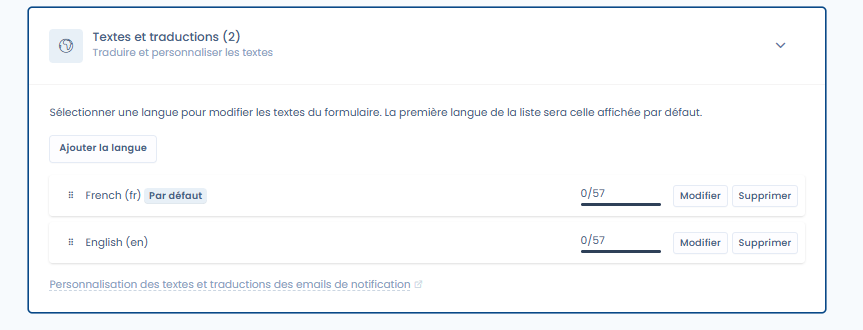 Textes et traductions (2)
Traduire et personnaliser les textes
Sélectionner une langue pour modifier les textes du formulaire. La première langue de la liste sera celle affichée par défaut.
Ajouter la langue
French (fr) Par défaut 0/57 Modifier Supprimer
English (en) 0/57 Modifier Supprimer
Personnalisation des textes et traductions des emails de notification